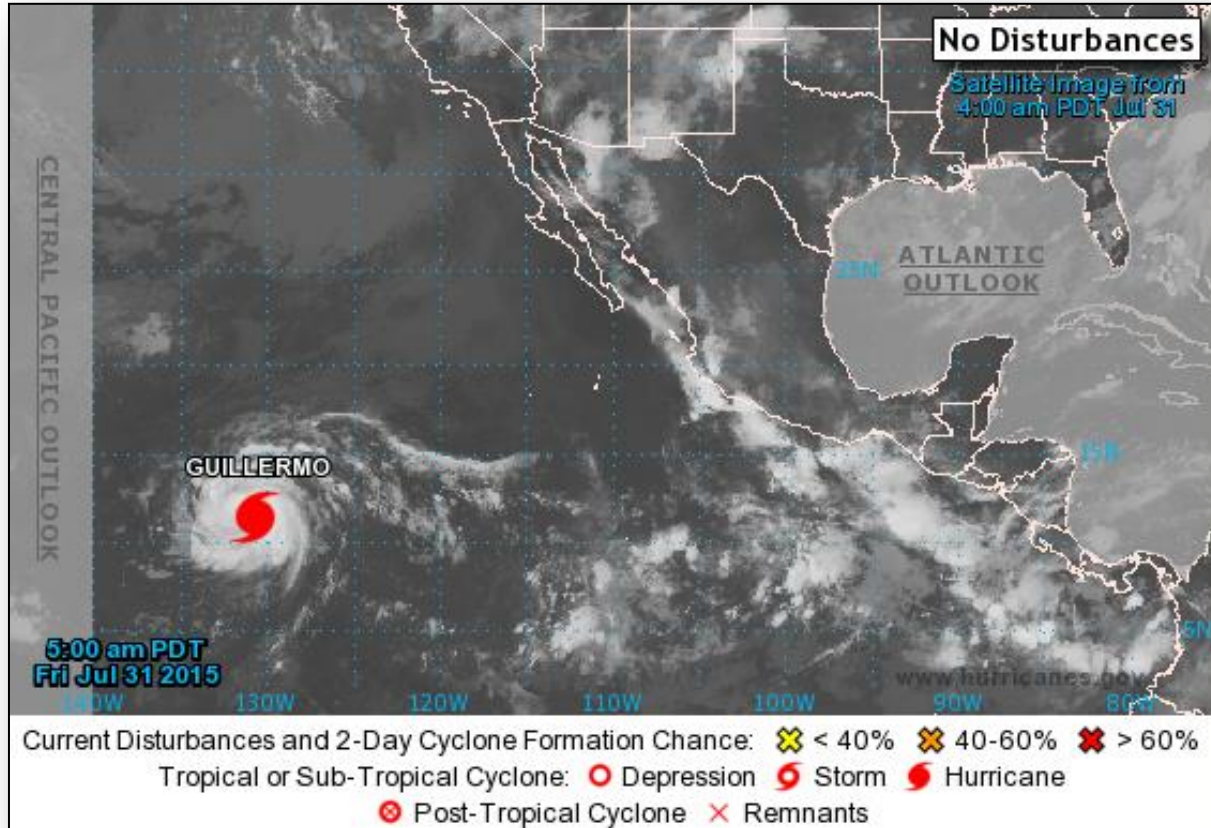 No Disturbances
Satellite Image from
4:00 am PDT Jul 31
CENTRAL PACIFIC OUTLOOK
ATLANTIC
OUTLOOK
25N
GUILLERMO
15N
5:00 am PDT
Fri Jul 31 2015
5N
www.hurricanes.gov
140W 130W 120W 110W 100W 90W 80W
Current Disturbances and 2-Day Cyclone Formation Chance: < 40% 40-60% > 60%
Tropical or Sub-Tropical Cyclone: Depression Storm Hurricane
Post-Tropical Cyclone Remnants